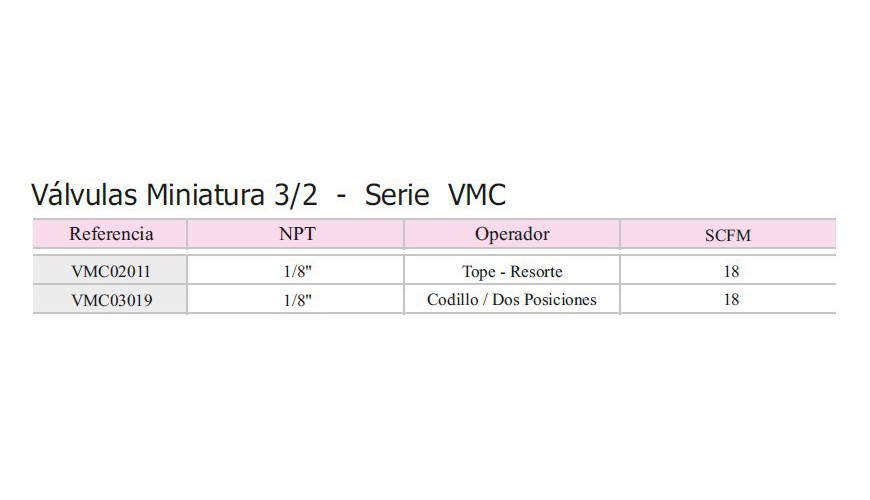 Válvulas Miniatura 3/2 - Serie VMC
Referencia NPT Operador SCFM
VMC02011 1/8" Tope - Resorte 18
VMC03019 1/8" Codillo / Dos Posiciones 18